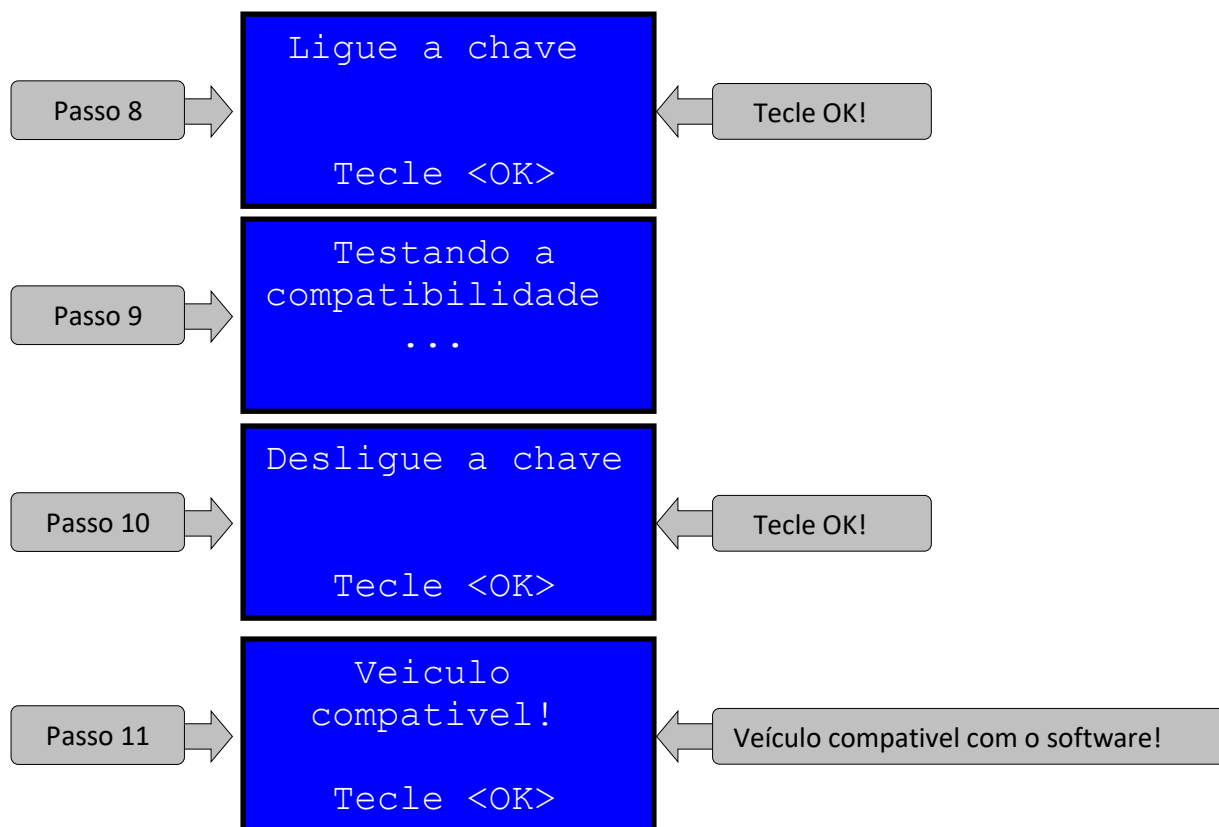 Passo 8
Ligue a chave
Tecle <OK>
Tecle OK!
Passo 9
Testando a
compatibilidade
...
Passo 10
Desligue a chave
Tecle <OK>
Tecle OK!
Passo 11
Veiculo
compativel!
Tecle <OK>
Veículo compativel com o software!